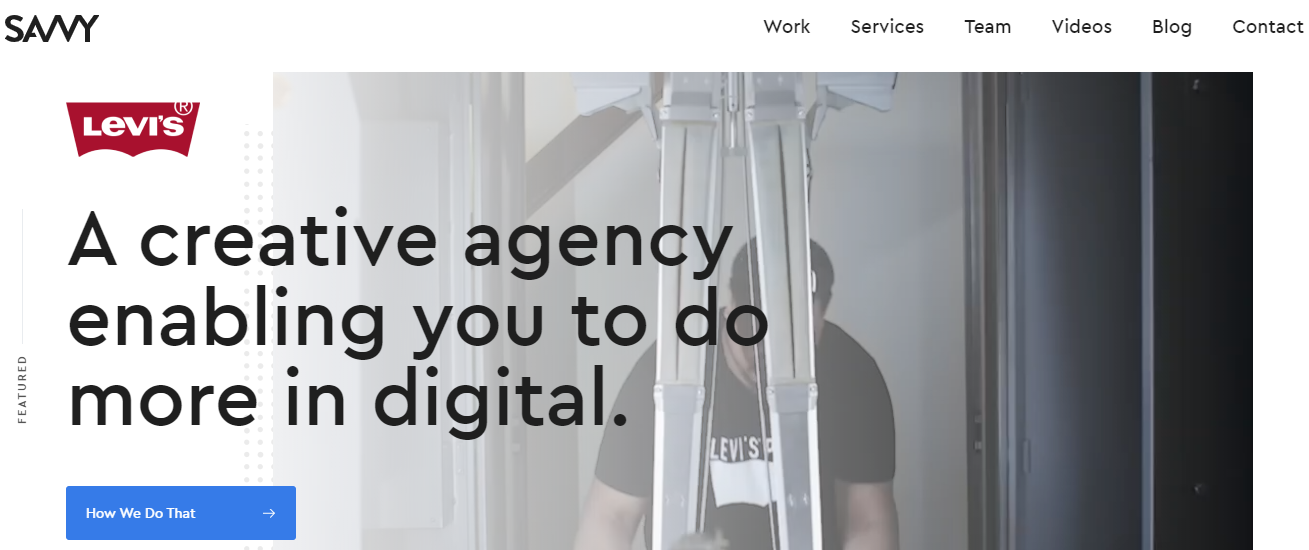 SAVVY
Work Services Team Videos Blog Contact
LEVI'S ®
A creative agency
enabling you to do
more in digital.
FEATURED
LEVI'S
How We Do That →